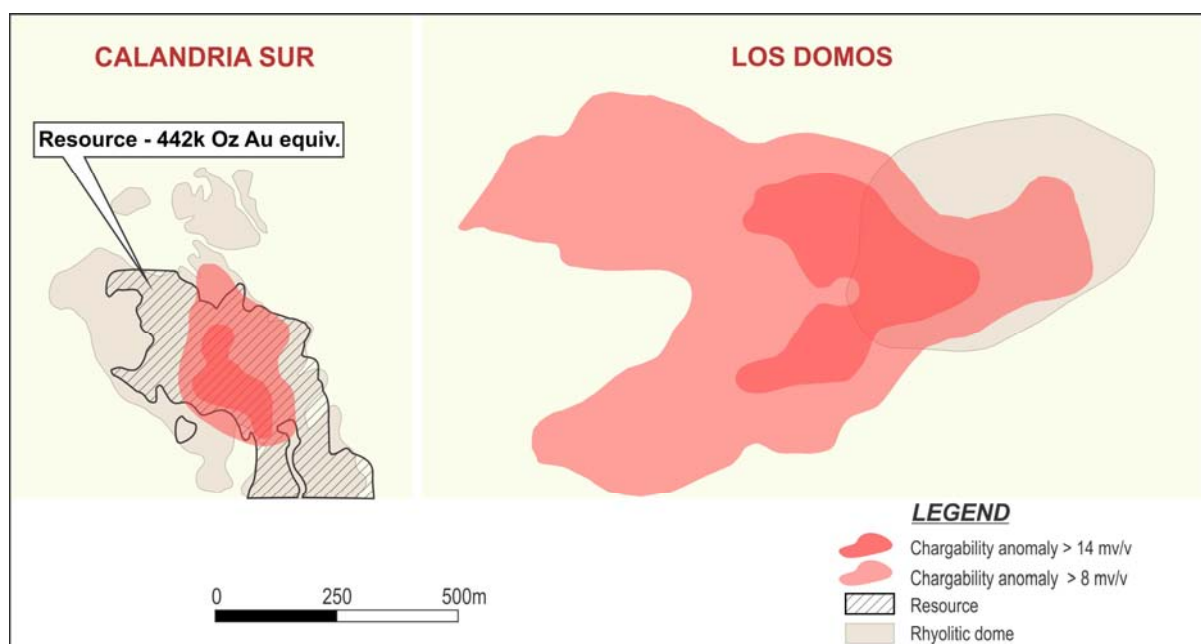 CALANDRIA SUR
LOS DOMOS
Resource - 442k Oz Au equiv.
LEGEND
Chargability anomaly > 14 mv/v
Chargability anomaly > 8 mv/v
Resource
Rhyolitic dome
0 250 500m